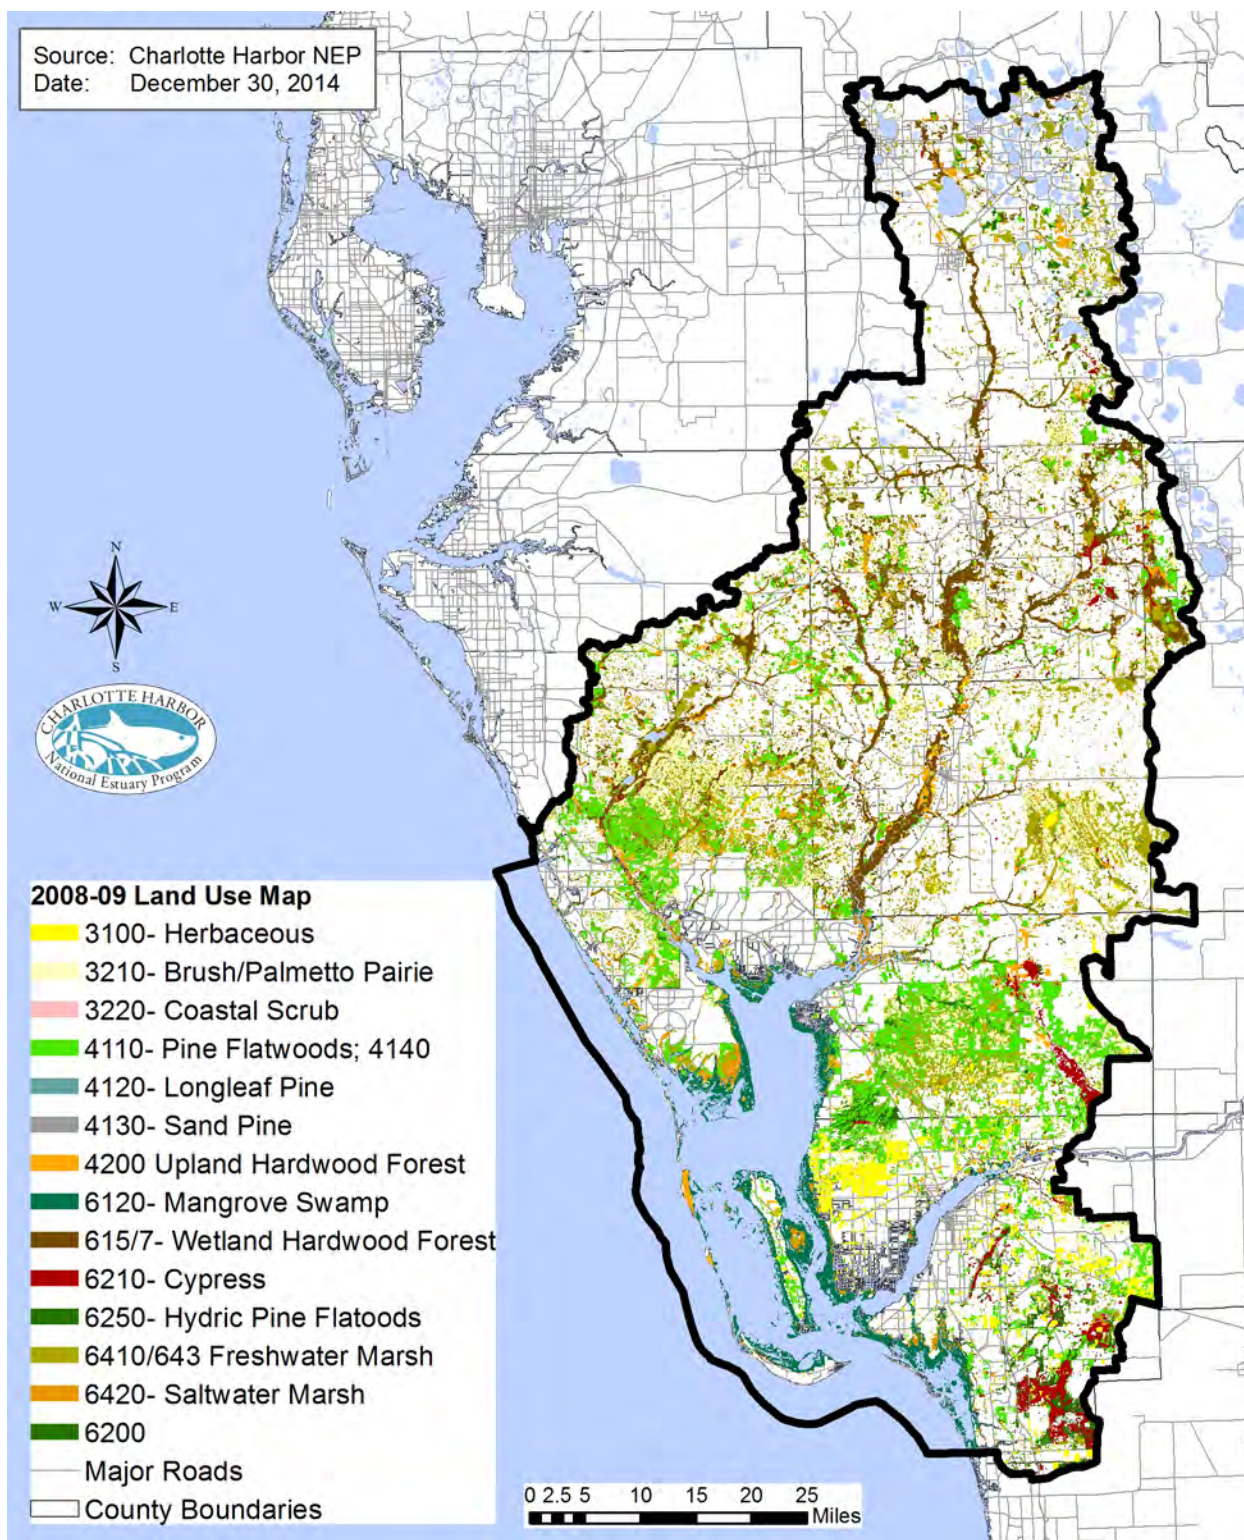 Source: Charlotte Harbor NEP
Date: December 30, 2014
N
W E
S
CHARLOTTE HARBOR
National Estuary Program
2008-09 Land Use Map
3100- Herbaceous
3210- Brush/Palmetto Pairie
3220- Coastal Scrub
4110- Pine Flatwoods; 4140
4120- Longleaf Pine
4130- Sand Pine
4200 Upland Hardwood Forest
6120- Mangrove Swamp
615/7- Wetland Hardwood Forest
6210- Cypress
6250- Hydric Pine Flatoods
6410/643 Freshwater Marsh
6420- Saltwater Marsh
6200
Major Roads
County Boundaries
0 2.5 5 10 15 20 25
Miles